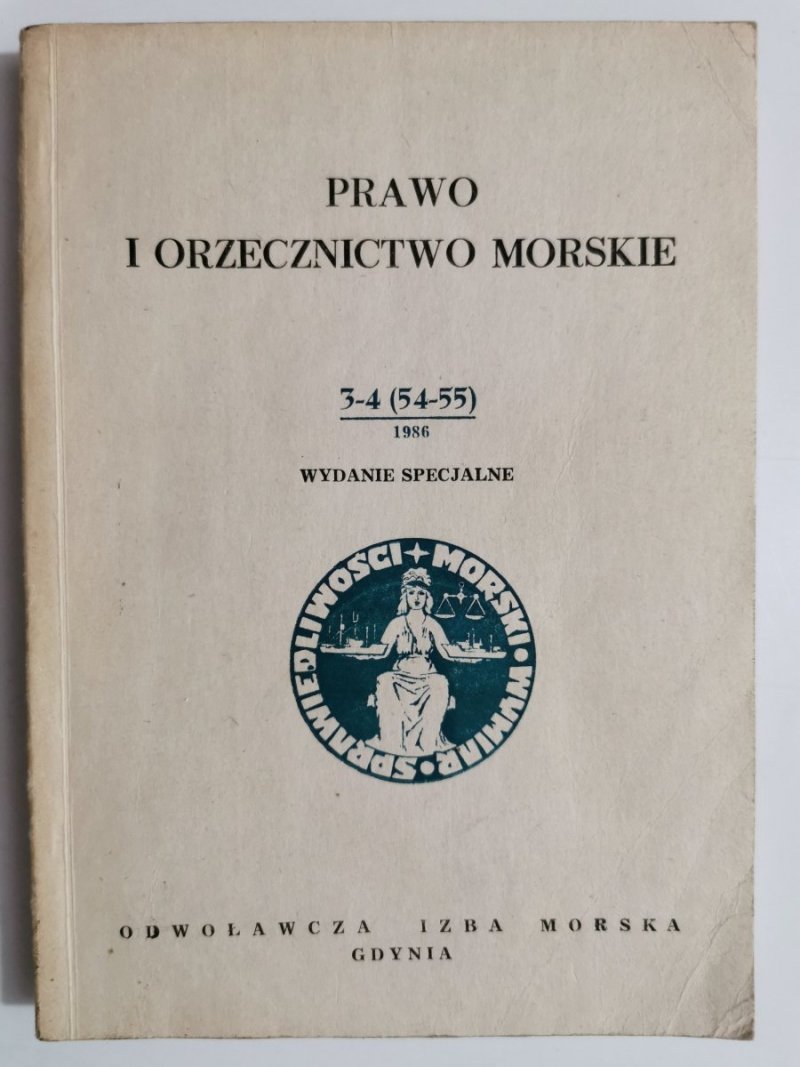 PRAWO
I ORZECZNICTWO MORSKIE
3-4 (54-55)
1986
WYDANIE SPECJALNE
MORSKI • WYMIAR • SPRAWIEDLIWOŚCI
ODWOŁAWCZA IZBA MORSKA
GDYNIA